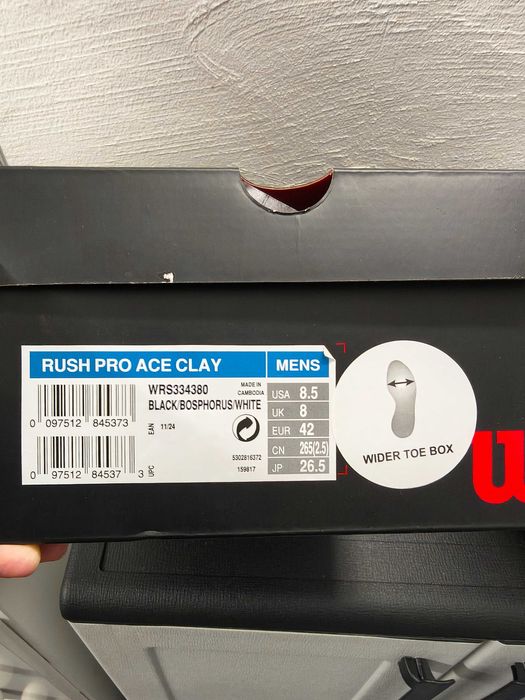 RUSH PRO ACE CLAY
MENS
WRS334380
MADE IN
CAMBODIA
BLACK/BOSPHORUS/WHITE
0 097512 845373
EAN
11/24
5302816372
159817
0 97512 84537 3
UPC
USA 8.5
UK 8
EUR 42
CN 265(2.5)
JP 26.5
WIDER TOE BOX